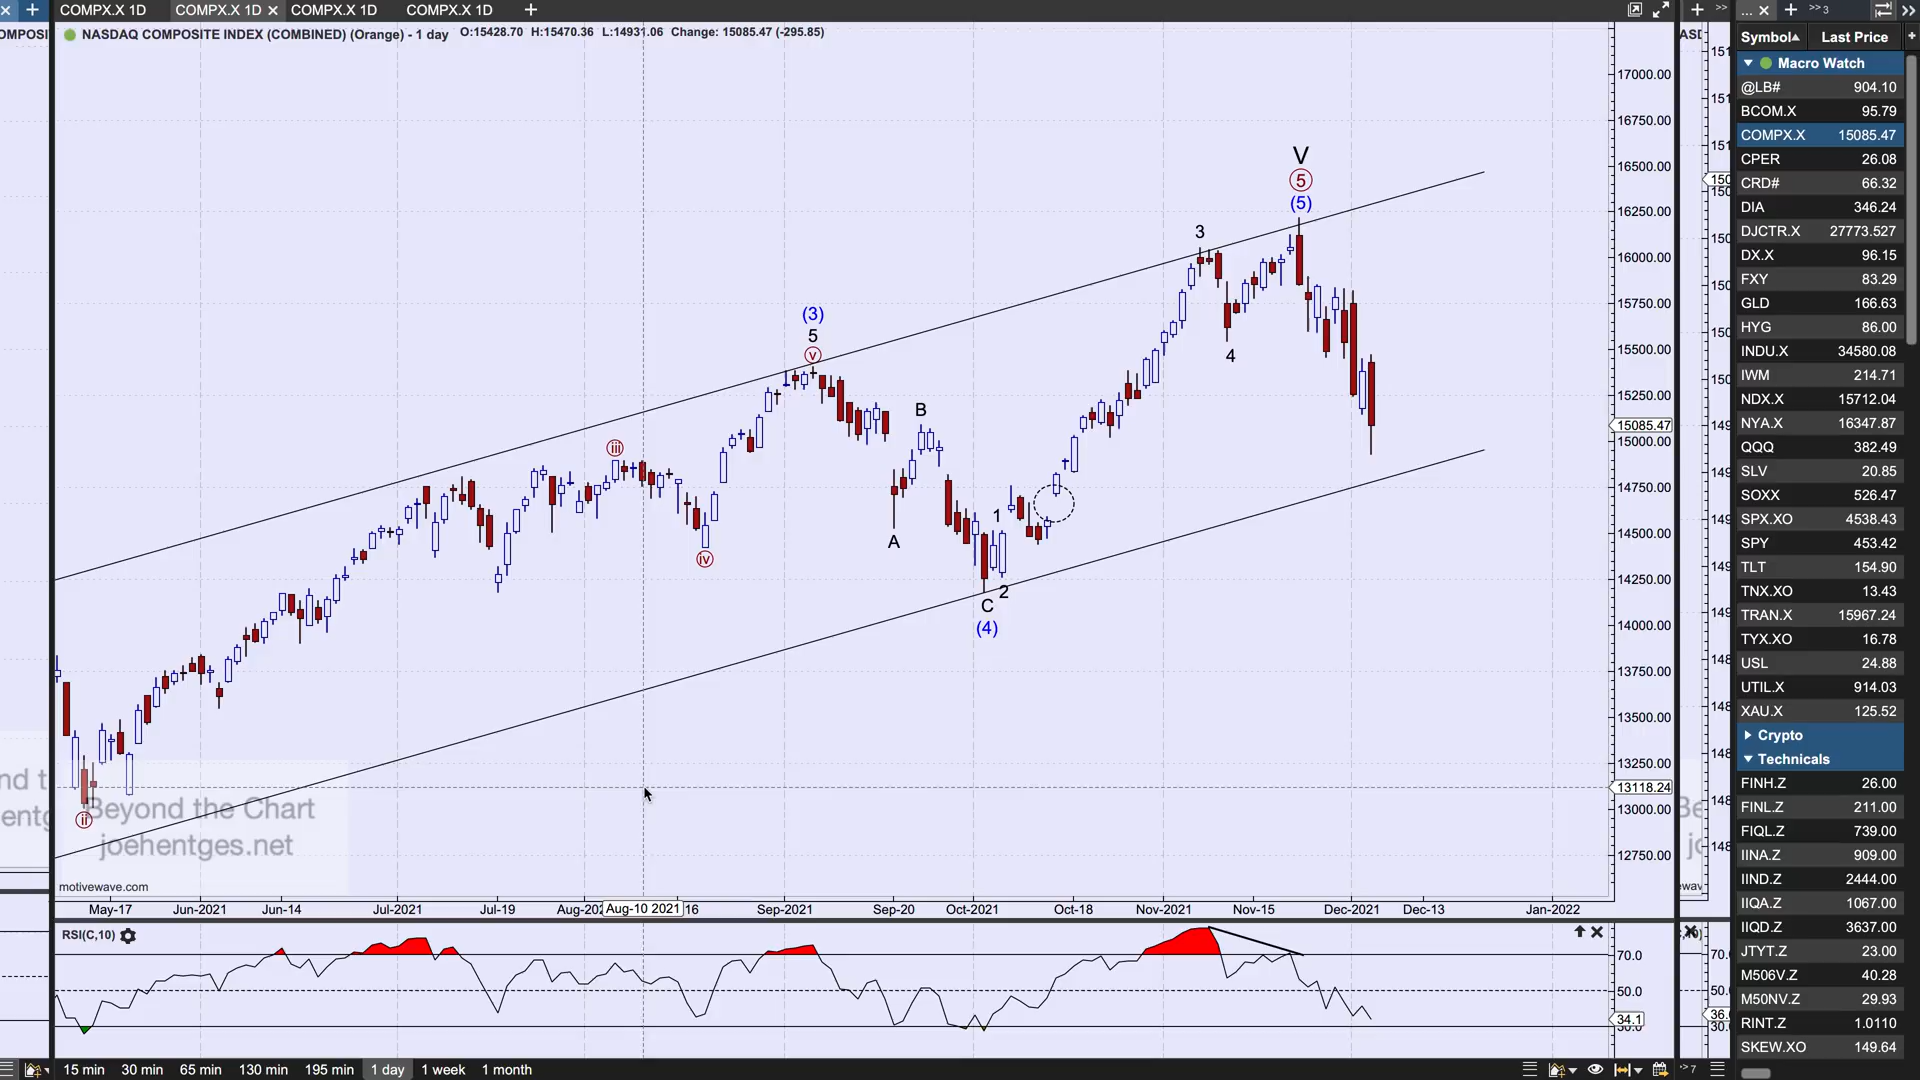 COMPX.X 1D
COMPX.X 1D
COMPX.X 1D
COMPX.X 1D
NASDAQ COMPOSITE INDEX (COMBINED) (Orange) - 1 day O:15428.70 H:15470.36 L:14931.06 Change: 15085.47 (-295.85)
17000.00
16750.00
16500.00
16250.00
16000.00
15750.00
15500.00
15250.00
15085.47
15000.00
14750.00
14500.00
14250.00
14000.00
13750.00
13500.00
13250.00
13118.24
13000.00
12750.00
V
5
(5)
3
4
(3)
5
v
B
iii
A
1
iv
2
C
(4)
ii
Beyond the Chart
joehentges.net
motivewave.com
May-17 Jun-2021 Jun-14 Jul-2021 Jul-19 Aug-202 Aug-10 2021 16 Sep-2021 Sep-20 Oct-2021 Oct-18 Nov-2021 Nov-15 Dec-2021 Dec-13 Jan-2022
RSI(C,10)
70.0
50.0
34.1
30.0
15 min 30 min 65 min 130 min 195 min 1 day 1 week 1 month
Symbol Last Price
Macro Watch
@LB# 904.10
BCOM.X 95.79
COMPX.X 15085.47
CPER 26.08
CRD# 66.32
DIA 346.24
DJCTR.X 27773.527
DX.X 96.15
FXY 83.29
GLD 166.63
HYG 86.00
INDU.X 34580.08
IWM 214.71
NDX.X 15712.04
NYA.X 16347.87
QQQ 382.49
SLV 20.85
SOXX 526.47
SPX.XO 4538.43
SPY 453.42
TLT 154.90
TNX.XO 13.43
TRAN.X 15967.24
TYX.XO 16.78
USL 24.88
UTIL.X 914.03
XAU.X 125.52
Crypto
Technicals
FINH.Z 26.00
FINL.Z 211.00
FIQL.Z 739.00
IINA.Z 909.00
IIND.Z 2444.00
IIQA.Z 1067.00
IIQD.Z 3637.00
JTYT.Z 23.00
M506V.Z 40.28
M50NV.Z 29.93
RINT.Z 1.0110
SKEW.XO 149.64